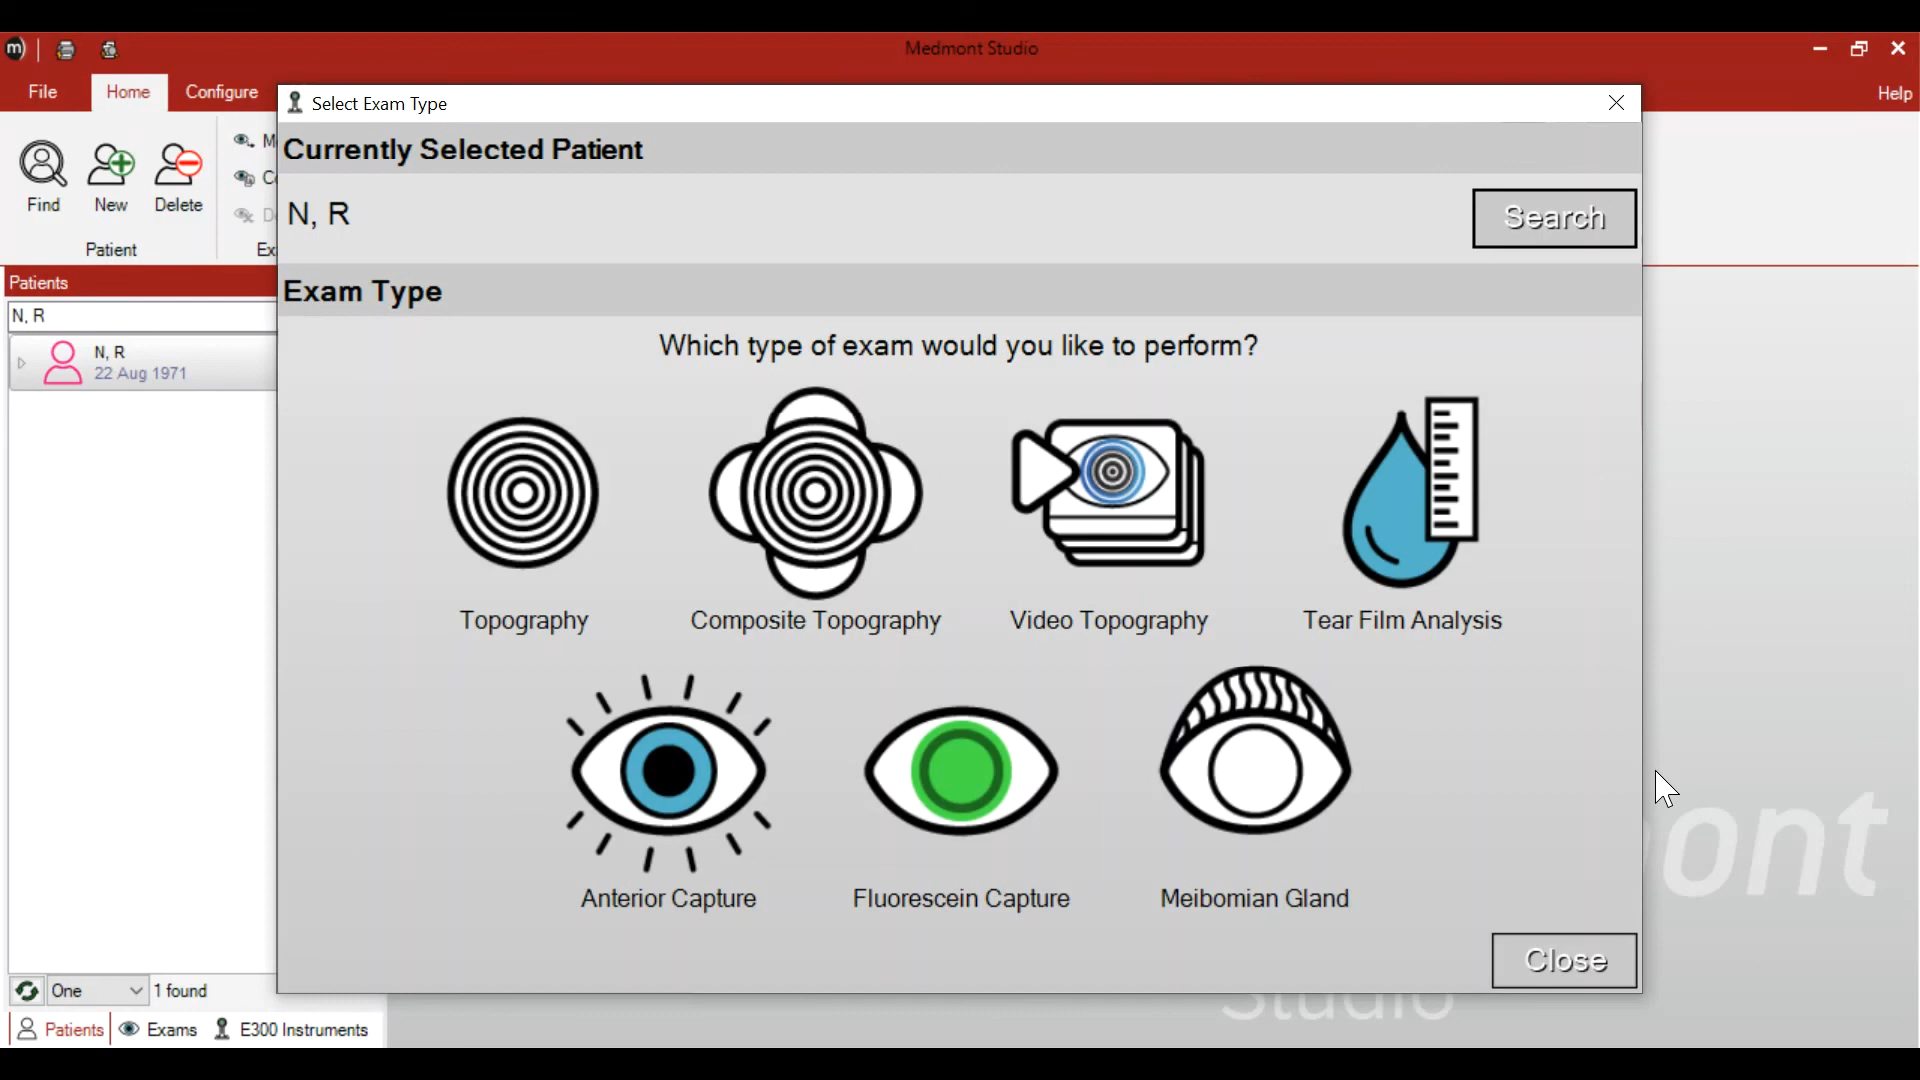 m)
Medmont Studio
File
Home
Configure
Help
Find
New
Delete
Patient
Select Exam Type
Currently Selected Patient
N, R
Search
Patients
N, R
N, R
22 Aug 1971
Exam Type
Which type of exam would you like to perform?
Topography
Composite Topography
Video Topography
Tear Film Analysis
Anterior Capture
Fluorescein Capture
Meibomian Gland
Close
ont
Studio
One
1 found
Patients
Exams
E300 Instruments